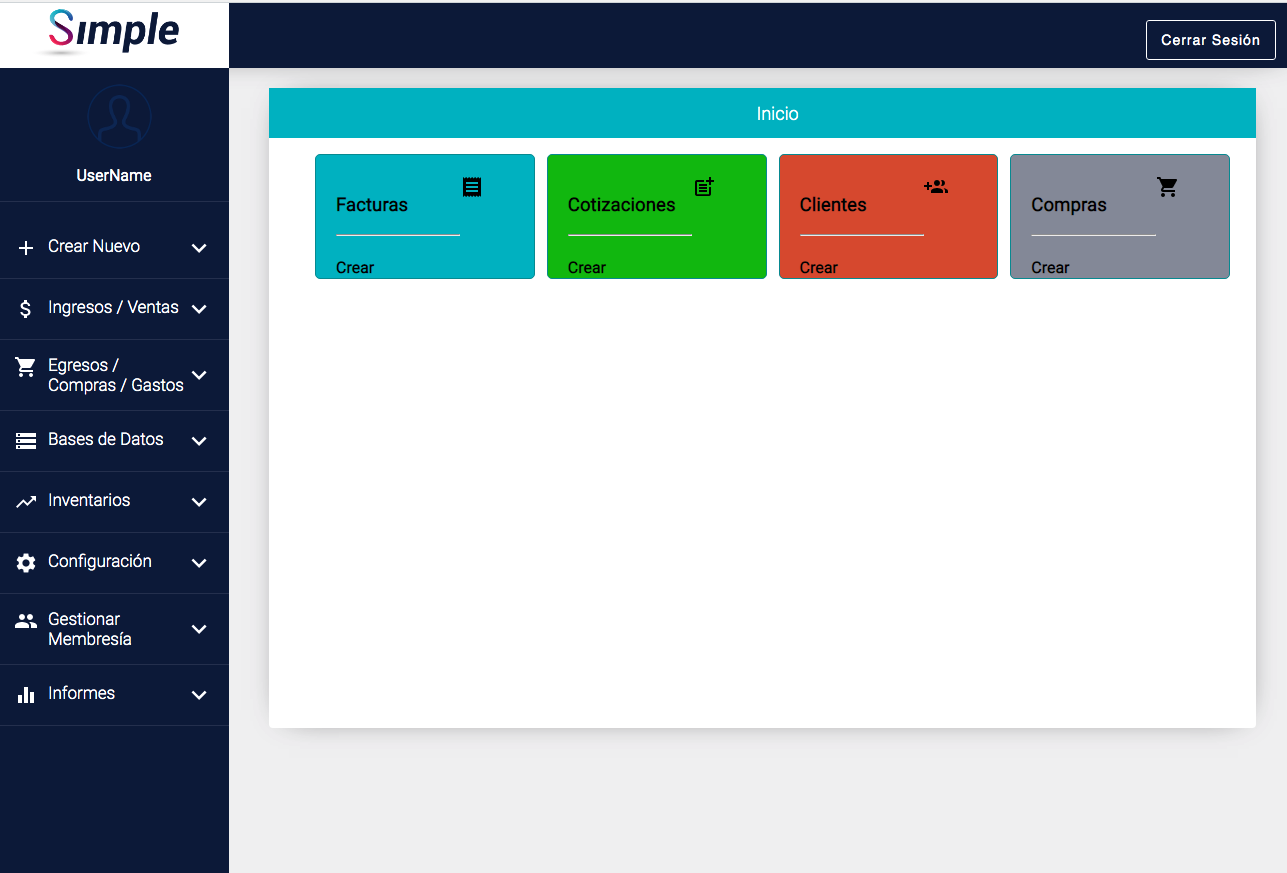 Simple
Cerrar Sesión
UserName
Crear Nuevo
Ingresos / Ventas
Egresos /
Compras / Gastos
Bases de Datos
Inventarios
Configuración
Gestionar
Membresía
Informes
Inicio
Facturas
Crear
Cotizaciones
Crear
Clientes
Crear
Compras
Crear